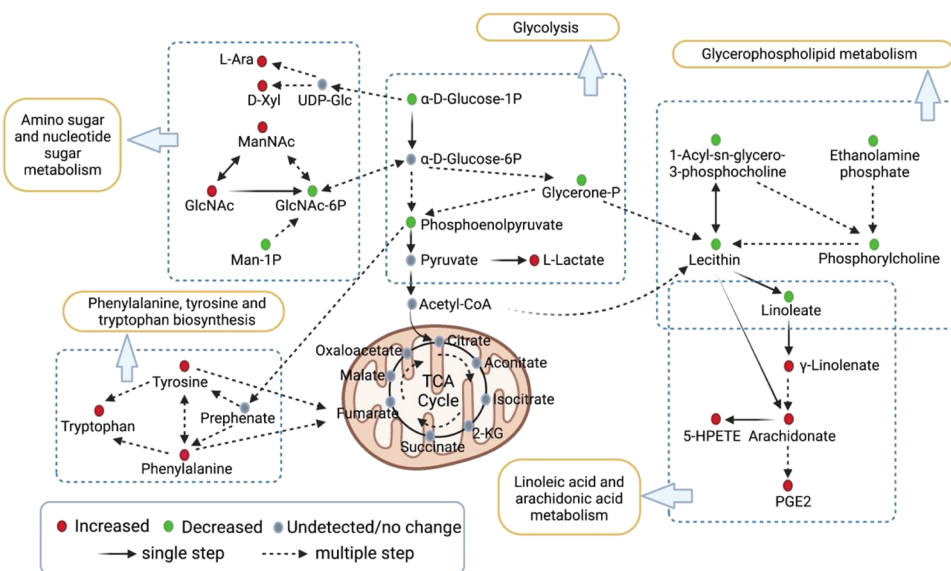 Glycolysis
Glycerophospholipid metabolism
Amino sugar
and nucleotide
sugar
metabolism
L-Ara
D-Xyl
UDP-Glc
ManNAc
GlcNAc
GlcNAc-6P
Man-1P
α-D-Glucose-1P
α-D-Glucose-6P
Glycerone-P
Phosphoenolpyruvate
Pyruvate
L-Lactate
Acetyl-CoA
1-Acyl-sn-glycero-
3-phosphocholine
Ethanolamine
phosphate
Lecithin
Phosphorylcholine
Linoleate
γ-Linolenate
5-HPETE
Arachidonate
PGE2
Linoleic acid and
arachidonic acid
metabolism
Phenylalanine, tyrosine and
tryptophan biosynthesis
Tyrosine
Tryptophan
Prephenate
Phenylalanine
Citrate
Oxaloacetate
Aconitate
Malate
TCA
Cycle
Isocitrate
Fumarate
2-KG
Succinate
Increased
Decreased
Undetected/no change
single step
multiple step